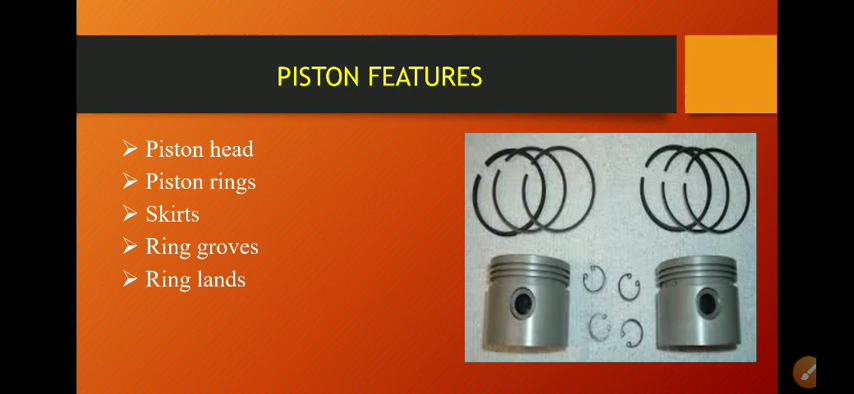 PISTON FEATURES
➢ Piston head
➢ Piston rings
➢ Skirts
➢ Ring groves
➢ Ring lands